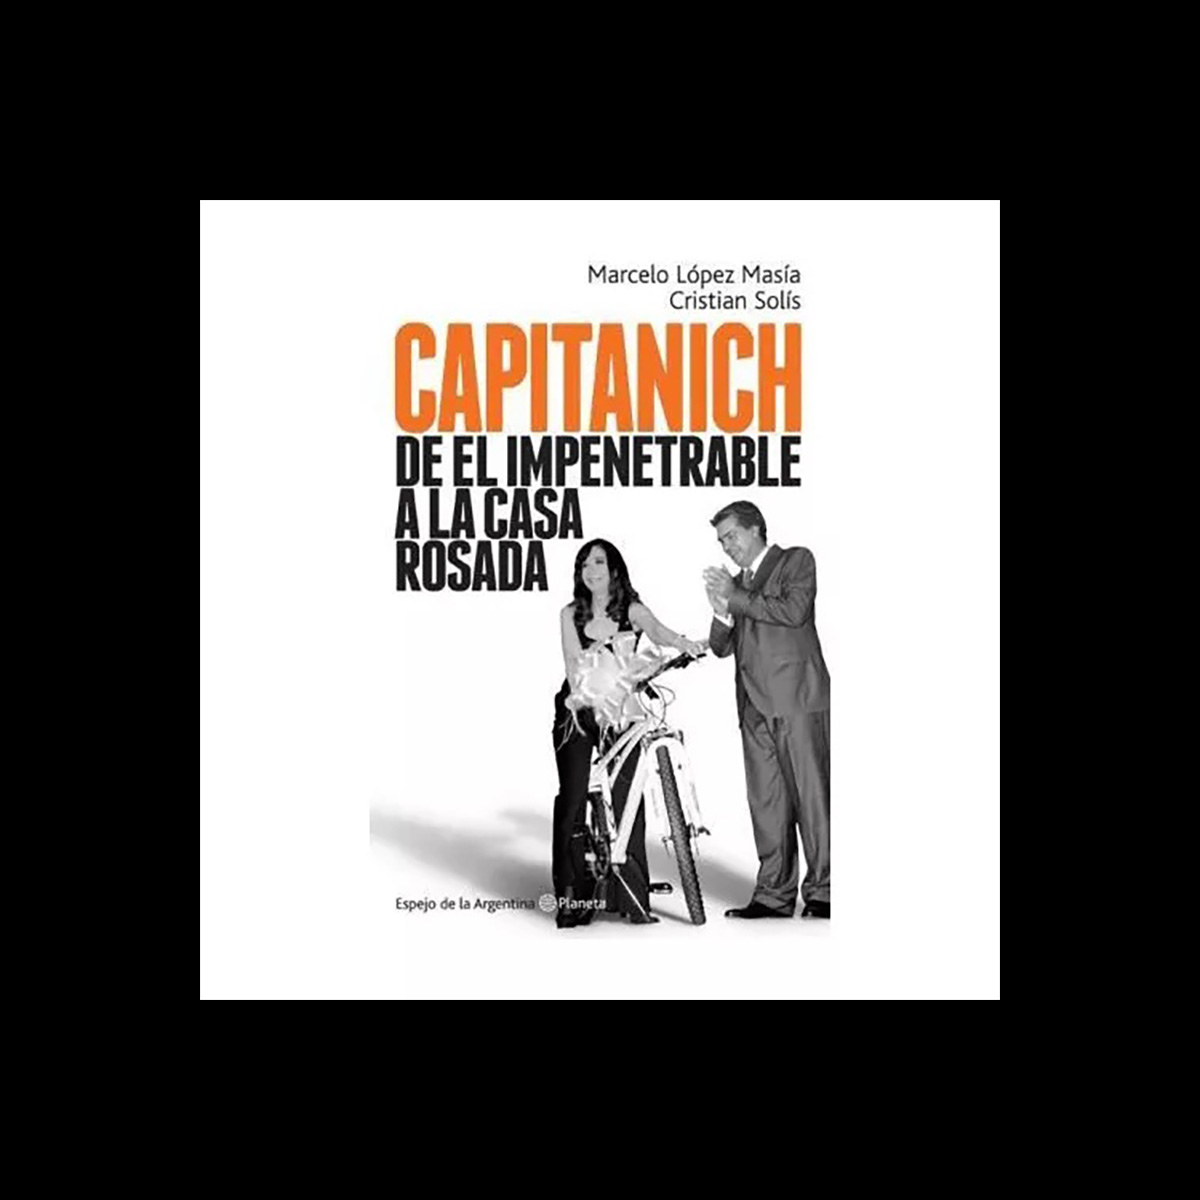 Marcelo López Masía
Cristian Solís
CAPITANICH
DE EL IMPENETRABLE
A LA CASA
ROSADA
Espejo de la Argentina Planeta